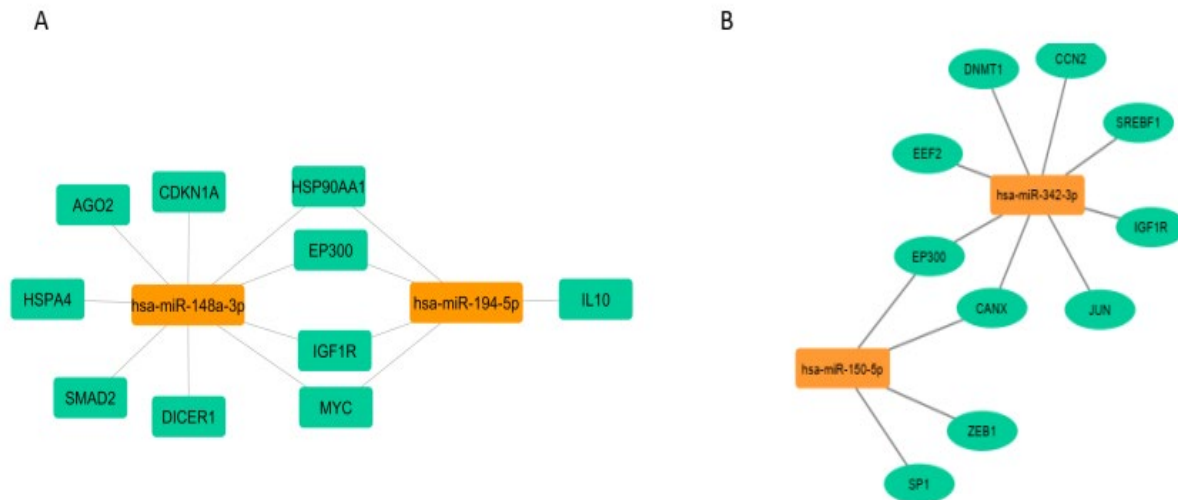 A
CDKN1A
HSP90AA1
AGO2
EP300
HSPA4
hsa-miR-148a-3p
hsa-miR-194-5p
IL10
IGF1R
SMAD2
DICER1
MYC
B
CCN2
DNMT1
SREBF1
EEF2
hsa-miR-342-3p
IGF1R
EP300
CANX
JUN
hsa-miR-150-5p
ZEB1
SP1